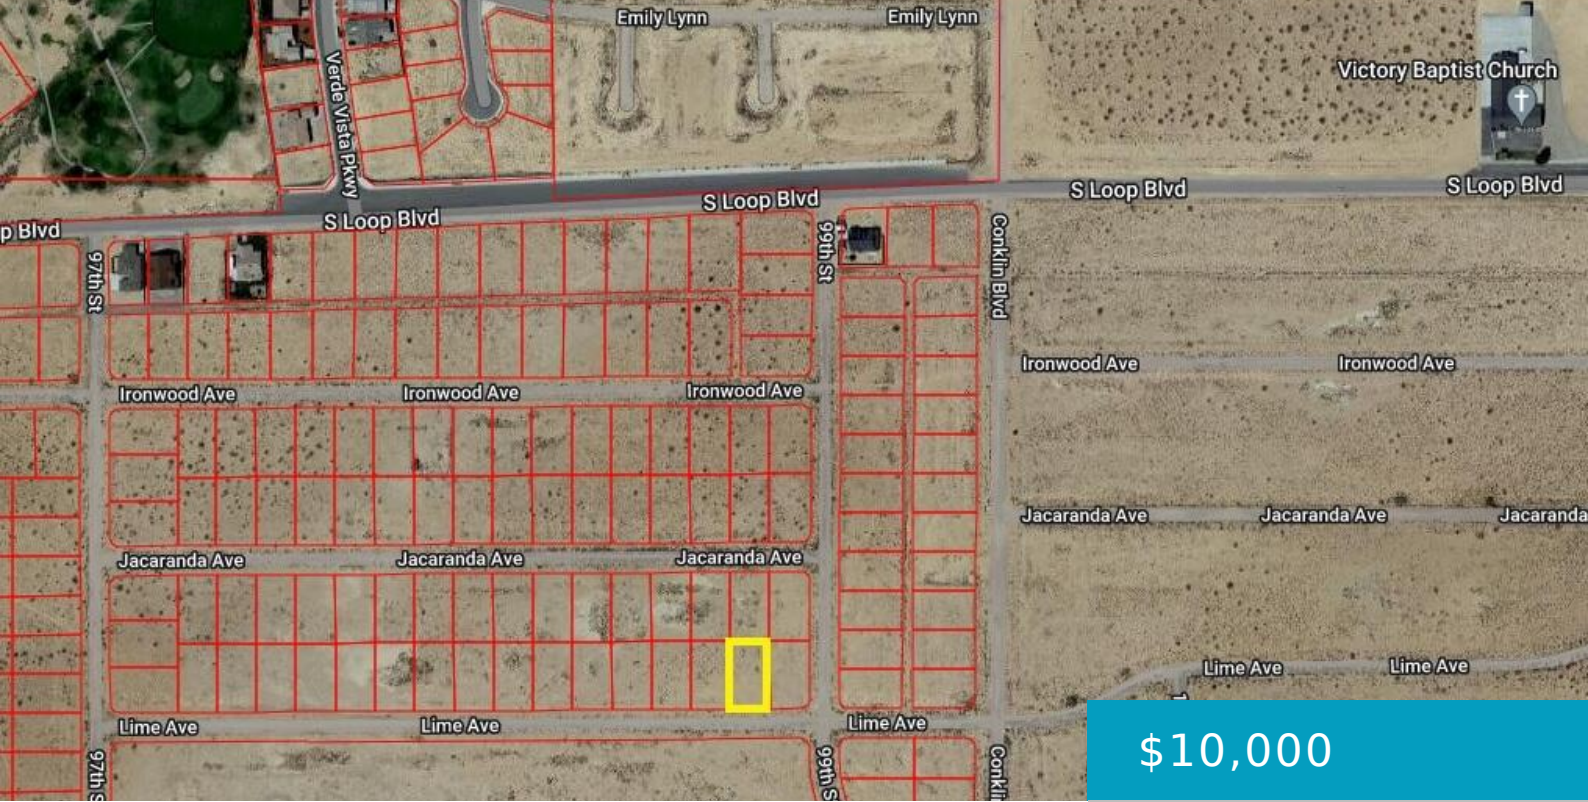 Emily Lynn
Emily Lynn
Verde Vista Pkwy
Victory Baptist Church
S Loop Blvd
S Loop Blvd
S Loop Blvd
S Loop Blvd
p Blvd
97th St
99th St
Conklin Blvd
Ironwood Ave
Ironwood Ave
Ironwood Ave
Ironwood Ave
Ironwood Ave
Jacaranda Ave
Jacaranda Ave
Jacaranda
Jacaranda Ave
Jacaranda Ave
Jacaranda Ave
Lime Ave
Lime Ave
Lime Ave
Lime Ave
Lime Ave
97th S
99th S
Conkli
1
$10,000